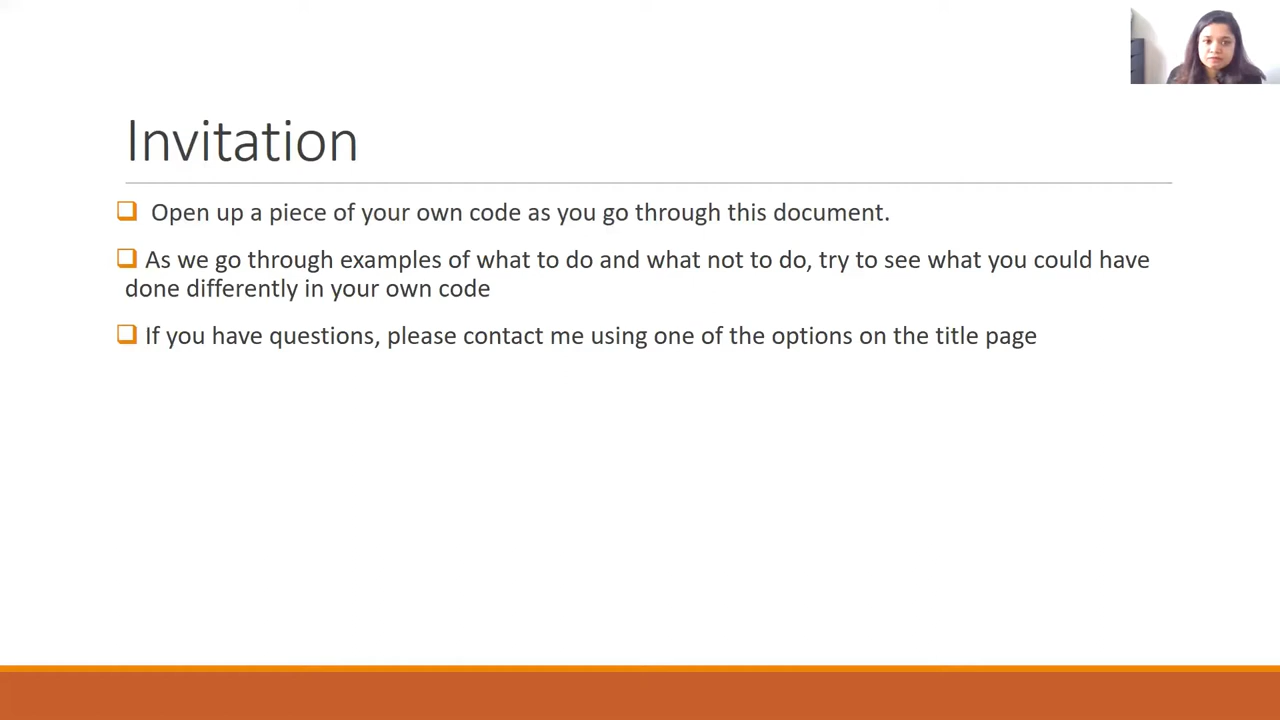 Invitation
Open up a piece of your own code as you go through this document.
As we go through examples of what to do and what not to do, try to see what you could have
done differently in your own code
If you have questions, please contact me using one of the options on the title page